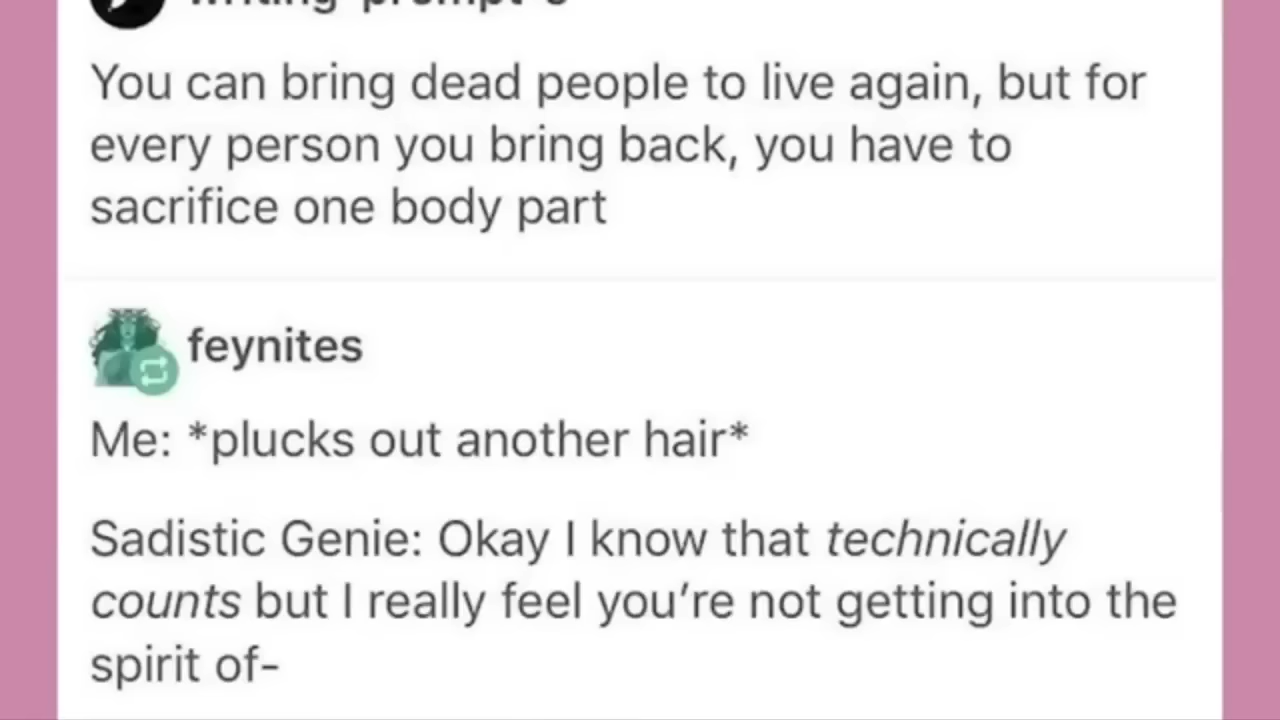 You can bring dead people to live again, but for
every person you bring back, you have to
sacrifice one body part
feynites
Me: *plucks out another hair*
Sadistic Genie: Okay I know that technically
counts but I really feel you’re not getting into the
spirit of-